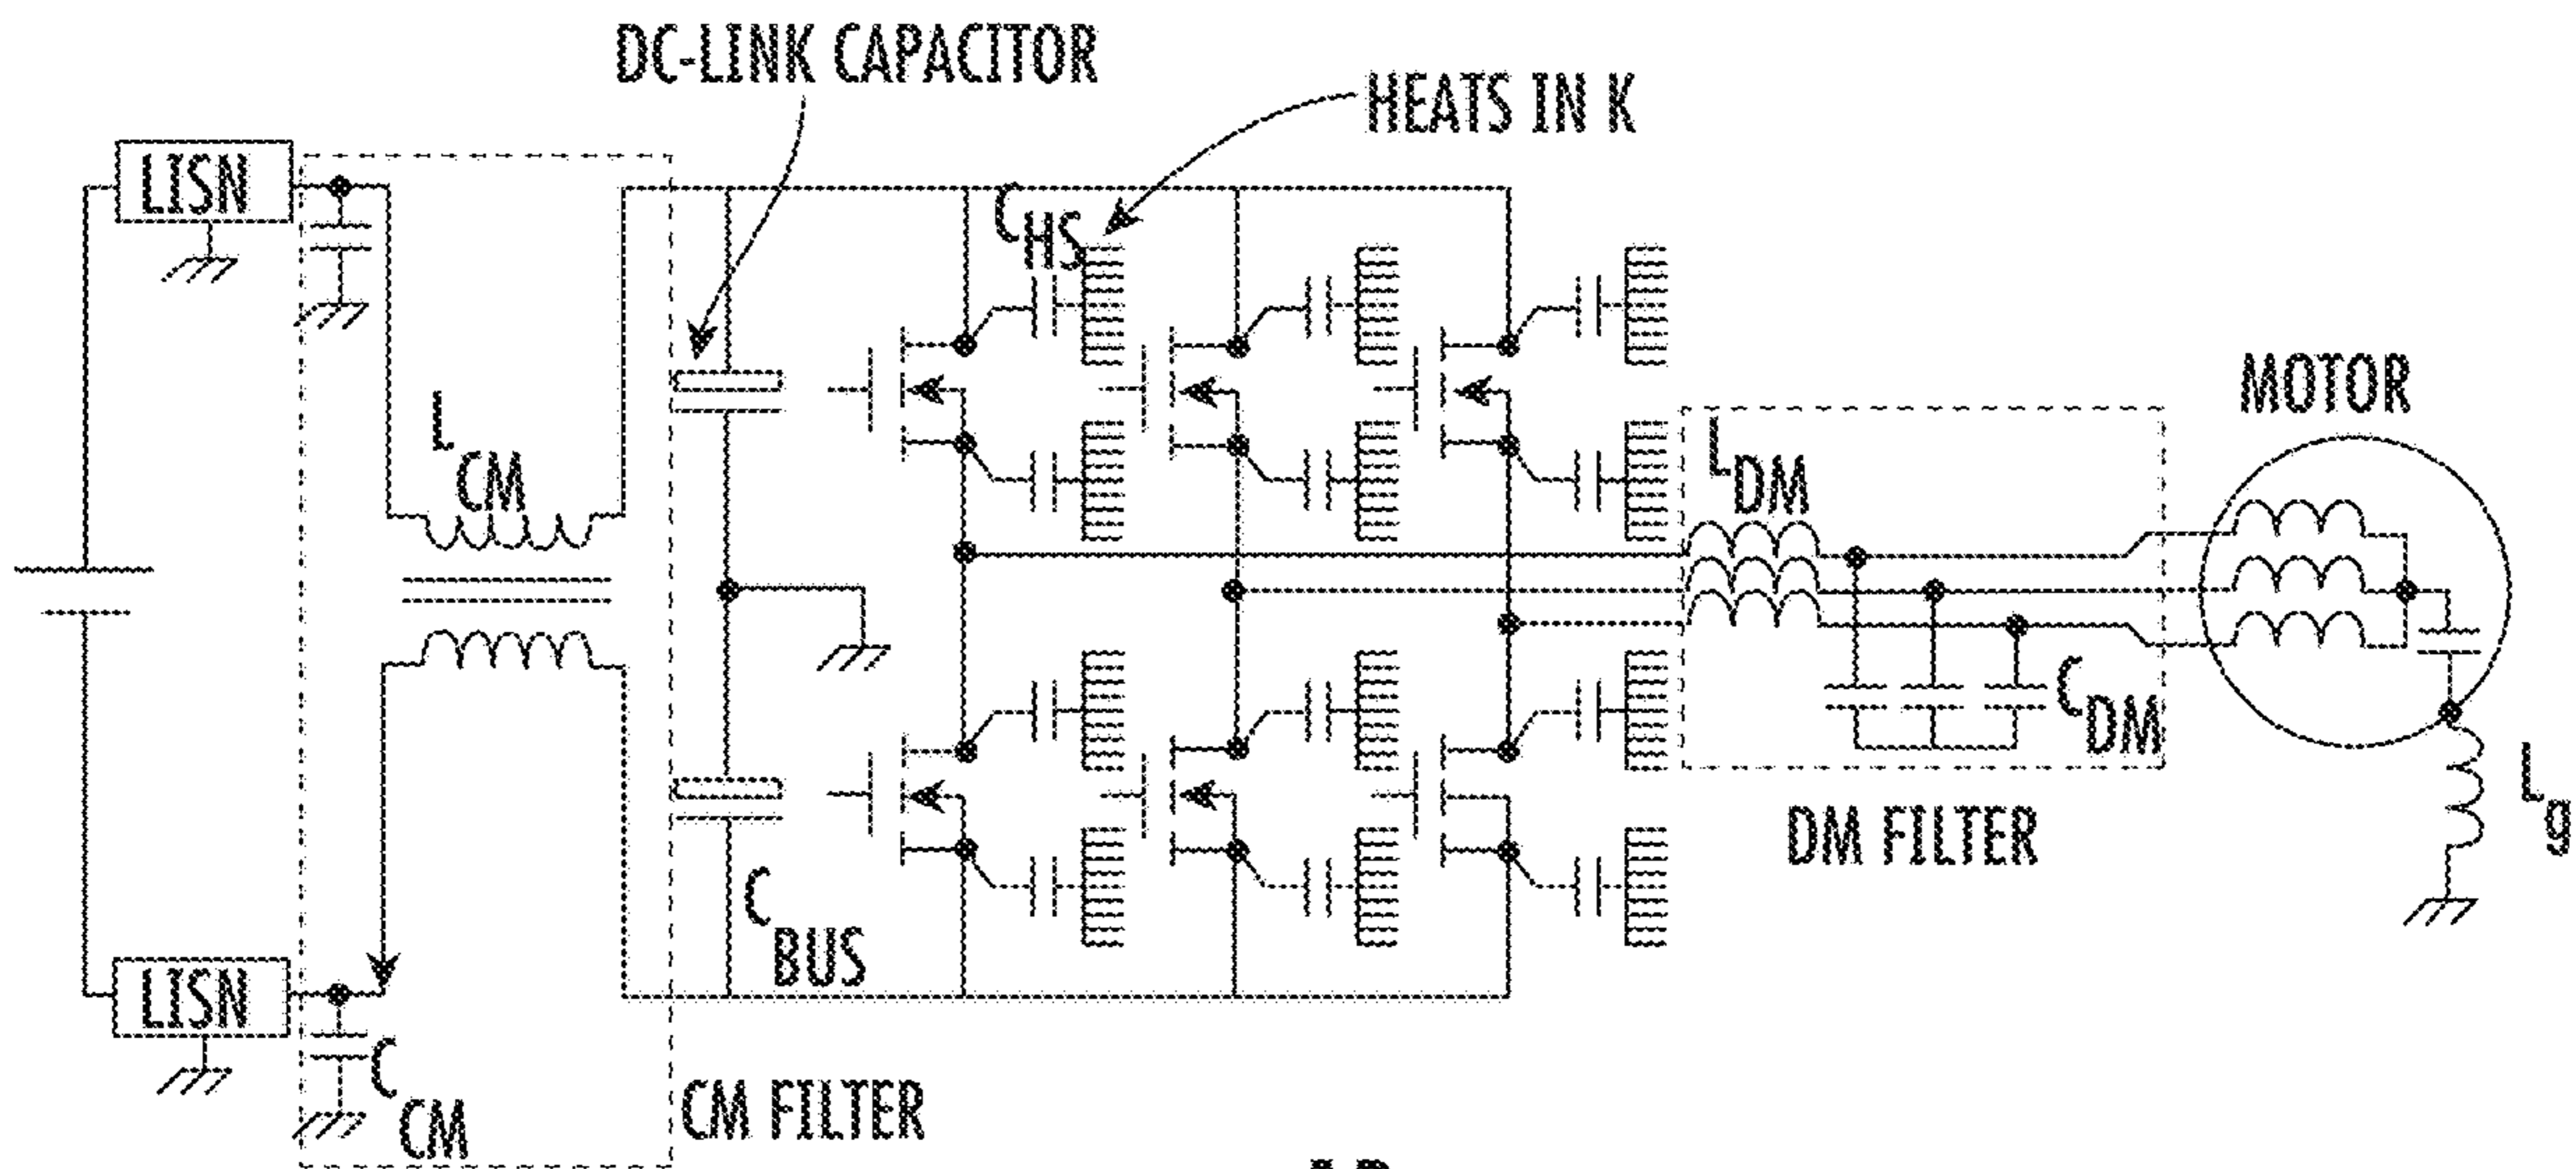 DC-LINK CAPACITOR
HEATS IN K
LISN
C HS
L CM
L DM
MOTOR
C DM
L g
DM FILTER
C BUS
LISN
C CM
CM FILTER